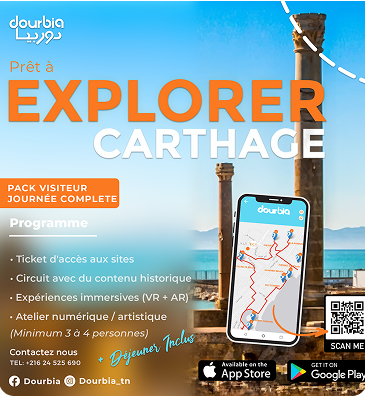 dourbia
دوربيا
Prêt à
EXPLORER
CARTHAGE
PACK VISITEUR
JOURNÉE COMPLETE
Programme
• Ticket d'accès aux sites
• Circuit avec du contenu historique
• Expériences immersives (VR + AR)
• Atelier numérique / artistique
(Minimum 3 à 4 personnes)
+ Déjeuner Inclus
Contactez nous
TEL: +216 24 525 690
Dourbia Dourbia_tn
dourbia
SCAN ME
Available on the
App Store
GET IT ON
Google Play